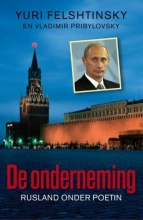 YURI FELSHTINSKY
EN VLADIMIR PRIBYLOVSKY
De onderneming
RUSLAND ONDER POETIN